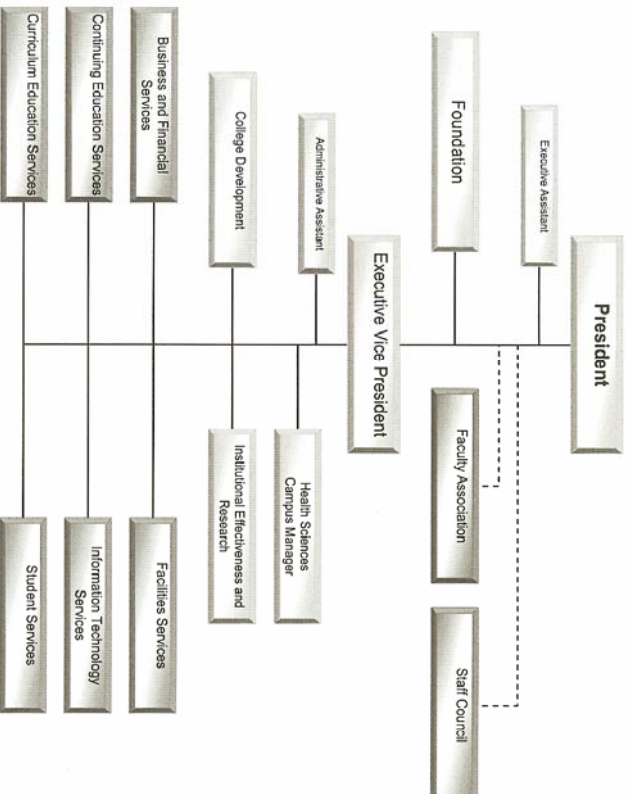 President
Executive Assistant
Foundation
Faculty Association
Staff Council
Executive Vice President
Administrative Assistant
Health Sciences
Campus Manager
College Development
Institutional Effectiveness and
Research
Business and Financial
Services
Facilities Services
Continuing Education Services
Information Technology
Services
Curriculum Education Services
Student Services